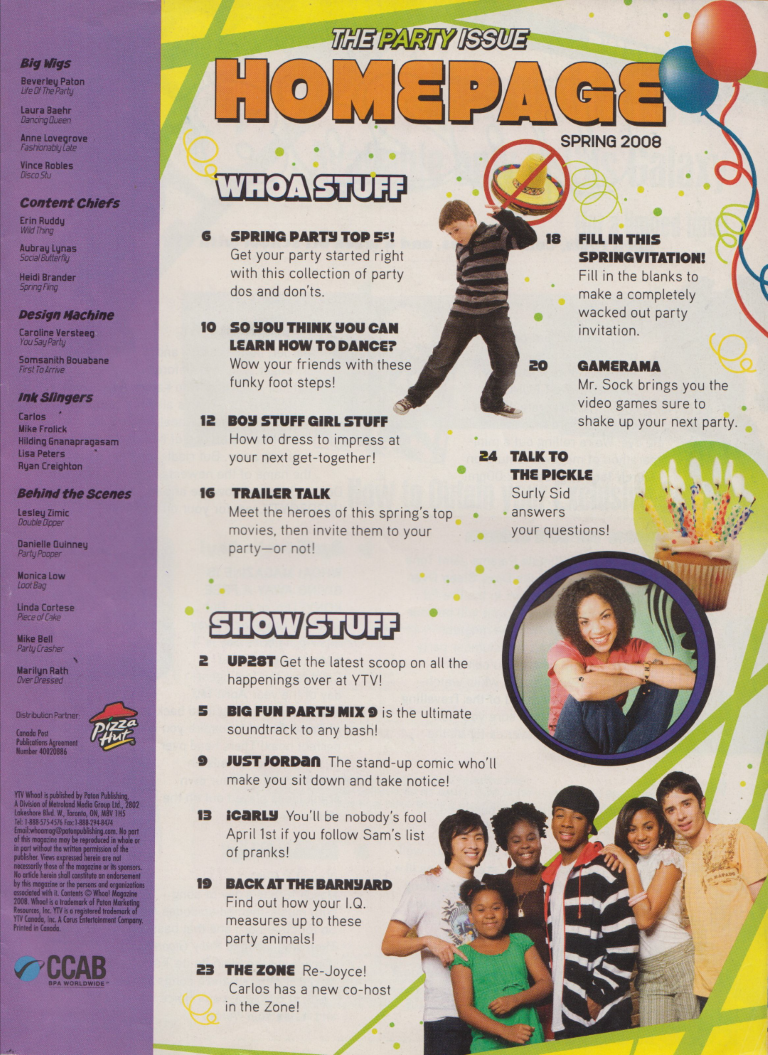 Big Wigs
Beverley Paton
Life Of The Party
Laura Baehr
Dancing Queen
Anne Lovegrove
Fashionably Late
Vince Robles
Disco Stu
Content Chiefs
Erin Ruddy
Wild Thing
Aubray Lynas
Social Butterfly
Heidi Brander
Spring Fling
Design Machine
Caroline Versteeg
You Say Party
Somsanith Bouabane
First To Arrive
Ink Slingers
Carlos
Mike Frolick
Hilding Gnanapragasam
Lisa Peters
Ryan Creighton
Behind the Scenes
Lesley Zimic
Double Dipper
Danielle Quinney
Party Pooper
Monica Low
Loot Bag
Linda Cortese
Piece of Cake
Mike Bell
Party Crasher
Marilyn Rath
Over Dressed
Distribution Partner
Pizza
Hut
Canada Post
Publications Agreement
Number 40020886
YTV Whoa! is published by Paton Publishing,
A Division of Metroland Media Group Ltd., 2802
Lakeshore Blvd. W., Toronto, ON, M8V 1H5
Tel: 1-888-575-4576 Fax: 1-888-294-8474
Email:whoamag@patonpublishing.com. No part
of this magazine may be reproduced in whole or
in part without the written permission of the
publisher. Views expressed herein are not
necessarily those of the magazine or its sponsors.
No article herein shall constitute an endorsement
by this magazine or the persons and organizations
associated with it. Contents © Whoa! Magazine
2008. Whoa! is a trademark of Paton Marketing
Resources, Inc. YTV is a registered trademark of
YTV Canada, Inc. A Corus Entertainment Company.
Printed in Canada.
CCAB
BPA WORLDWIDE
THE PARTY ISSUE
HOMEPAGE
SPRING 2008
WHOA STUFF
6 SPRING PARTY TOP 5s!
Get your party started right
with this collection of party
dos and don'ts.
10 SO YOU THINK YOU CAN
LEARN HOW TO DANCE?
Wow your friends with these
funky foot steps!
12 BOY STUFF GIRL STUFF
How to dress to impress at
your next get-together!
16 TRAILER TALK
Meet the heroes of this spring's top
movies, then invite them to your
party—or not!
18 FILL IN THIS
SPRINGVITATION!
Fill in the blanks to
make a completely
wacked out party
invitation.
20 GAMERAMA
Mr. Sock brings you the
video games sure to
shake up your next party.
24 TALK TO
THE PICKLE
Surly Sid
answers
your questions!
SHOW STUFF
2 UP28T Get the latest scoop on all the
happenings over at YTV!
5 BIG FUN PARTY MIX 9 is the ultimate
soundtrack to any bash!
9 JUST JORDAN The stand-up comic who'll
make you sit down and take notice!
13 iCARLY You'll be nobody's fool
April 1st if you follow Sam's list
of pranks!
19 BACK AT THE BARNYARD
Find out how your I.Q.
measures up to these
party animals!
23 THE ZONE Re-Joyce!
Carlos has a new co-host
in the Zone!